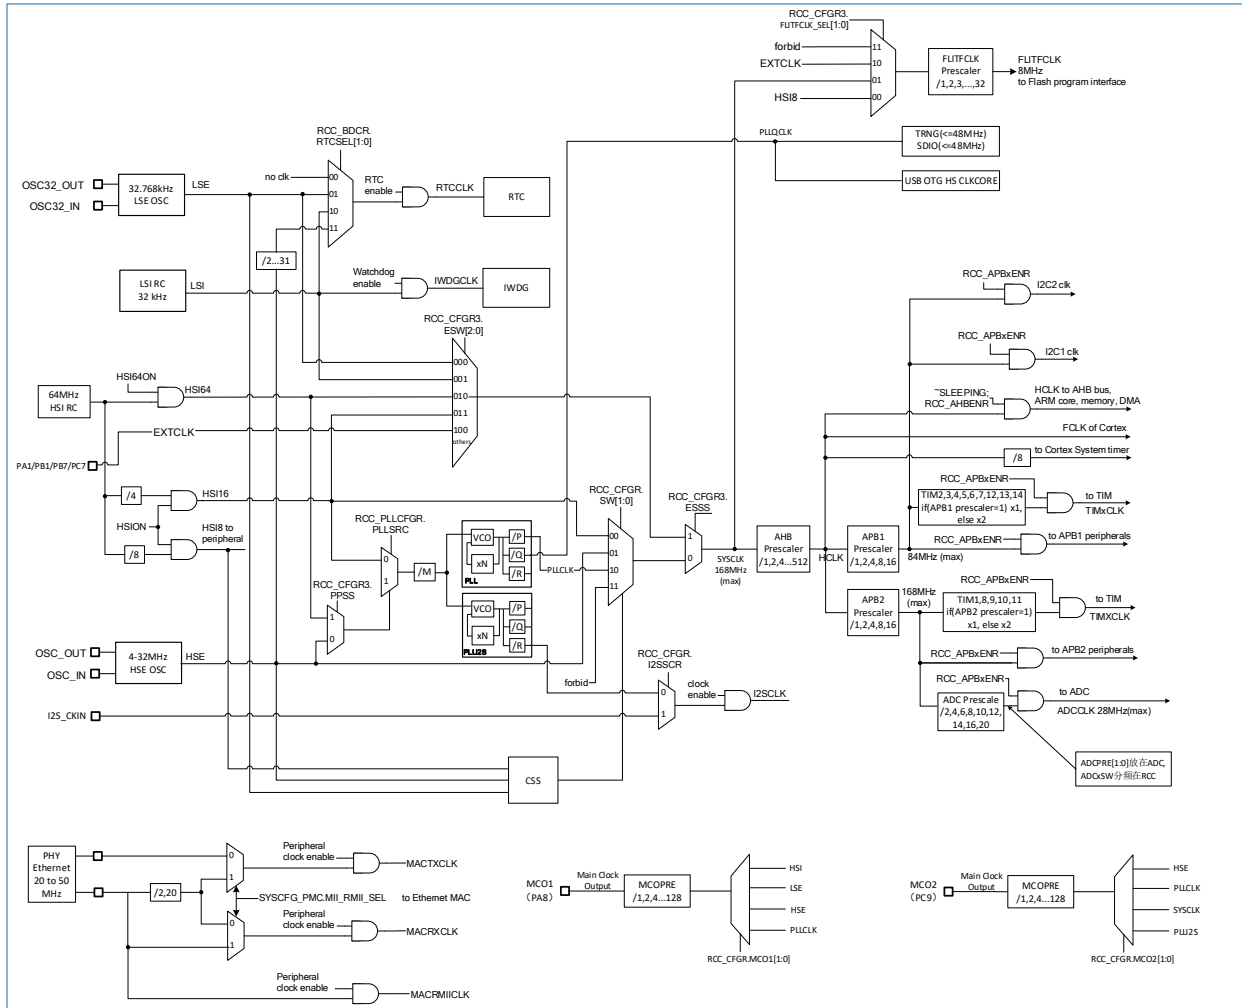 RCC_CFGR3.
FLITFCLK_SEL[1:0]
forbid
11
EXTCLK
10
01
HSI8
00
FLITFCLK
Prescaler
/1,2,3,...,32
FLITFCLK
8MHz
to Flash program interface
PLLQCLK
TRNG(<=48MHz)
SDIO(<=48MHz)
USB OTG HS CLKCORE
RCC_BDCR.
RTCSEL[1:0]
no clk
00
01
10
11
OSC32_OUT
OSC32_IN
32.768kHz
LSE OSC
LSE
RTC
enable
RTCCLK
RTC
/2...31
LSI RC
32 kHz
LSI
Watchdog
enable
IWDGCLK
IWDG
RCC_CFGR3.
ESW[2:0]
000
001
010
011
100
others
HSI64ON
64MHz
HSI RC
HSI64
EXTCLK
PA1/PB1/PB7/PC7
/4
HSI16
HSION
HSI8 to
peripheral
/8
RCC_PLLCFGR.
PLLSRC
0
1
/M
RCC_CFGR3.
PPSS
1
0
VCO
xN
/P
/Q
/R
PLL
PLLCLK
VCO
xN
/P
/Q
/R
PLLI2S
RCC_CFGR.
SW[1:0]
00
01
10
11
forbid
RCC_CFGR3.
ESSS
1
0
SYSCLK
168MHz
(max)
AHB
Prescaler
/1,2,4...512
HCLK
APB1
Prescaler
/1,2,4,8,16
84MHz (max)
APB2
Prescaler
/1,2,4,8,16
168MHz
(max)
RCC_APBxENR
I2C2 clk
RCC_APBxENR
I2C1 clk
~SLEEPING;
RCC_AHBENR
HCLK to AHB bus,
ARM core, memory, DMA
FCLK of Cortex
/8
to Cortex System timer
RCC_APBxENR
TIM2,3,4,5,6,7,12,13,14
if(APB1 prescaler=1) x1,
else x2
to TIM
TIMxCLK
RCC_APBxENR
to APB1 peripherals
RCC_APBxENR
TIM1,8,9,10,11
if(APB2 prescaler=1)
x1, else x2
to TIM
TIMXCLK
RCC_APBxENR
to APB2 peripherals
RCC_APBxENR
ADC Prescale
/2,4,6,8,10,12,
14,16,20
to ADC
ADCCLK 28MHz(max)
ADCPRE[1:0]放在ADC,
ADCxSW分频在RCC
OSC_OUT
OSC_IN
4-32MHz
HSE OSC
HSE
I2S_CKIN
RCC_CFGR.
I2SSCR
0
1
clock
enable
I2SCLK
CSS
PHY
Ethernet
20 to 50
MHz
/2,20
0
1
Peripheral
clock enable
MACTXCLK
SYSCFG_PMC.MII_RMII_SEL
to Ethemet MAC
0
1
Peripheral
clock enable
MACRXCLK
Peripheral
clock enable
MACRMIICLK
MCO1
（PA8）
Main Clock
Output
MCOPRE
/1,2,4...128
HSI
LSE
HSE
PLLCLK
RCC_CFGR.MCO1[1:0]
MCO2
（PC9）
Main Clock
Output
MCOPRE
/1,2,4...128
HSE
PLLCLK
SYSCLK
PLLI2S
RCC_CFGR.MCO2[1:0]